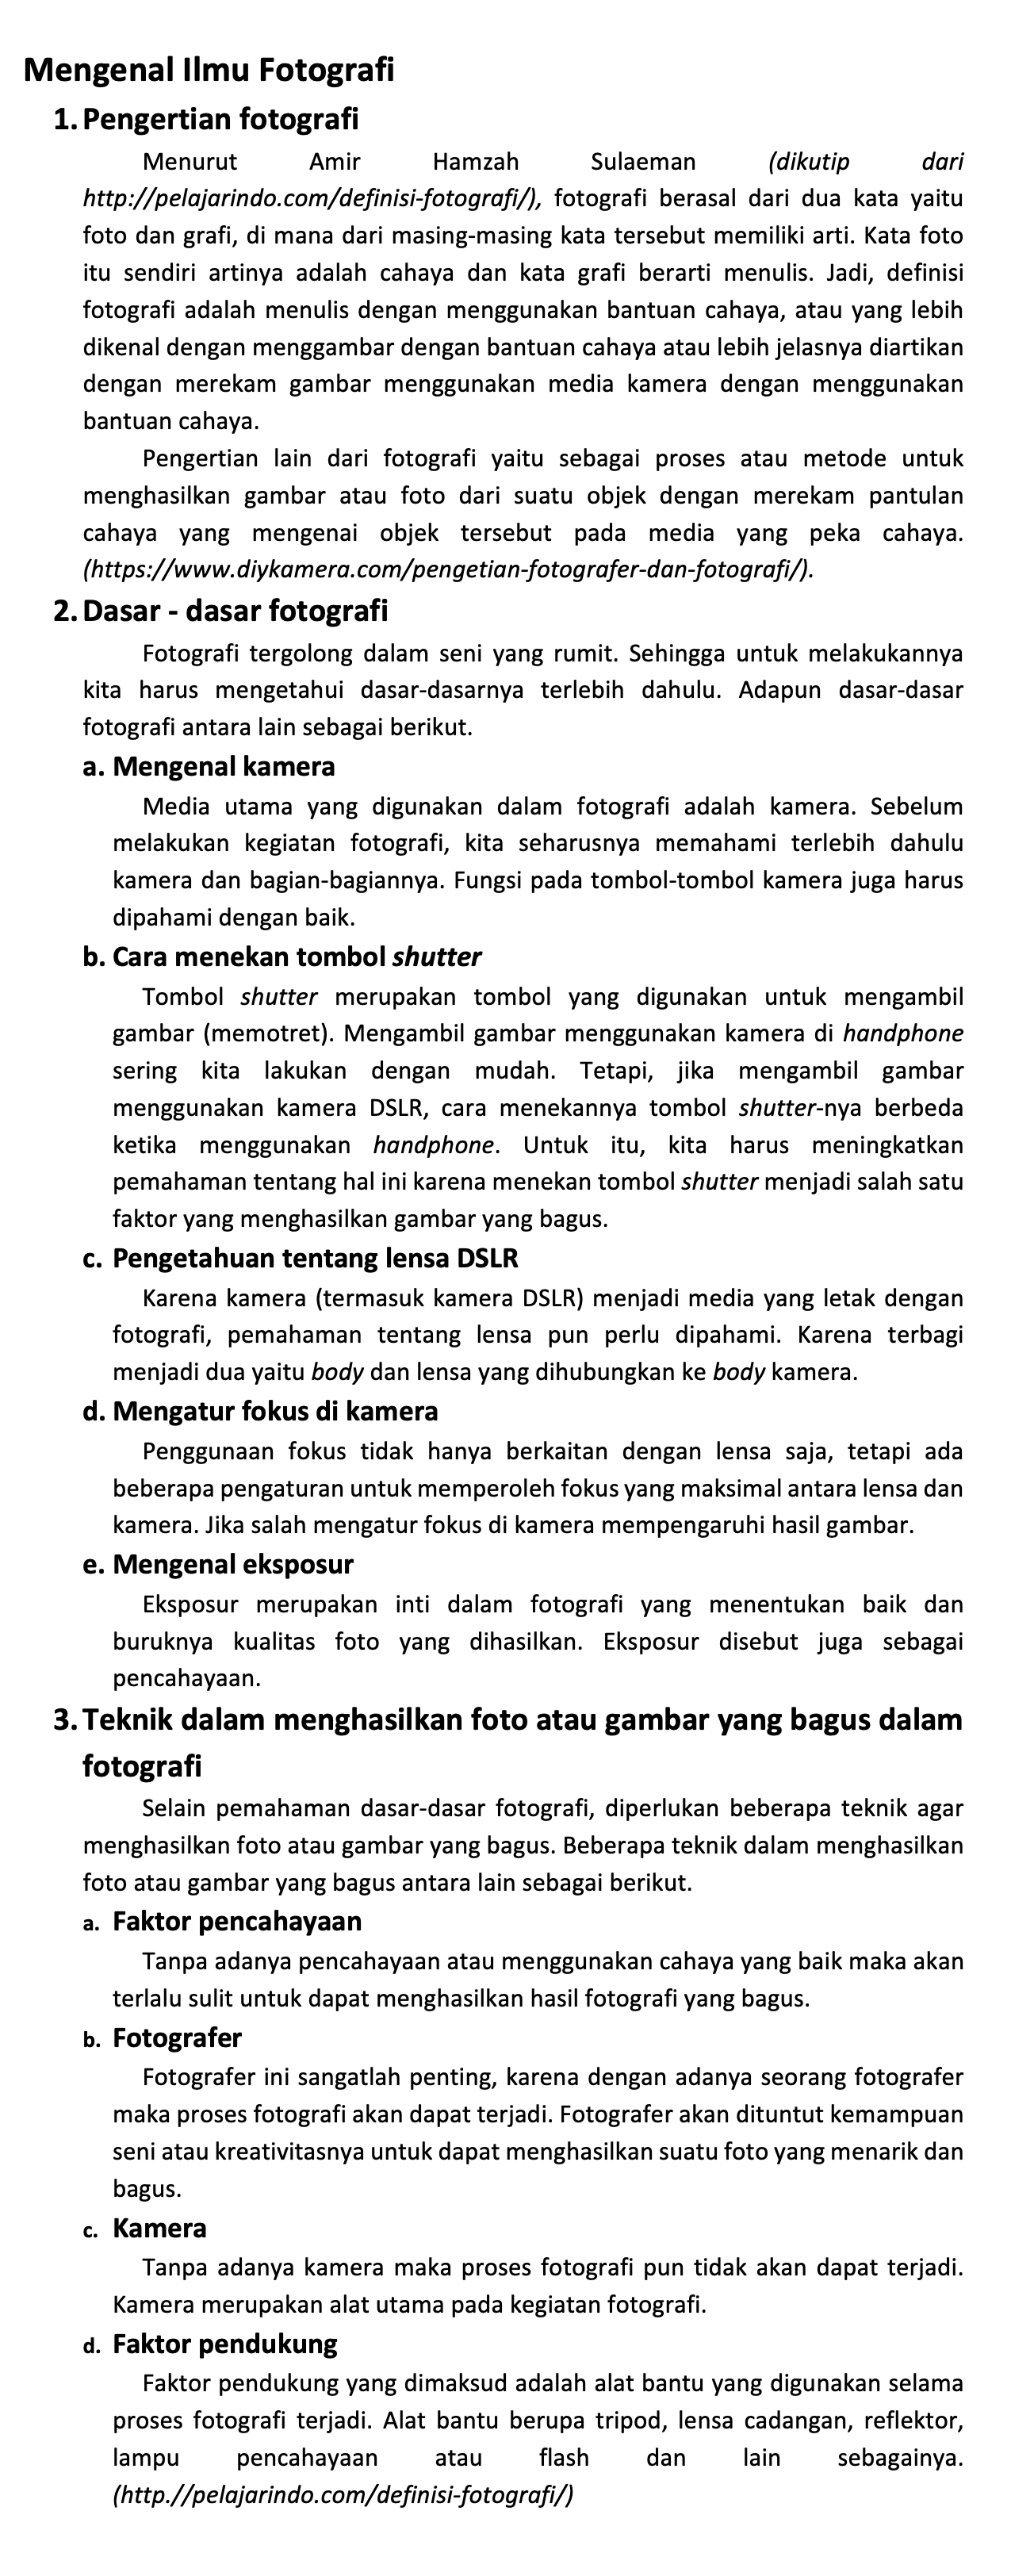 Mengenal Ilmu Fotografi
1. Pengertian fotografi
Menurut Amir Hamzah Sulaeman (dikutip dari
http://pelajarindo.com/definisi-fotografi/), fotografi berasal dari dua kata yaitu
foto dan grafi, di mana dari masing-masing kata tersebut memiliki arti. Kata foto
itu sendiri artinya adalah cahaya dan kata grafi berarti menulis. Jadi, definisi
fotografi adalah menulis dengan menggunakan bantuan cahaya, atau yang lebih
dikenal dengan menggambar dengan bantuan cahaya atau lebih jelasnya diartikan
dengan merekam gambar menggunakan media kamera dengan menggunakan
bantuan cahaya.
Pengertian lain dari fotografi yaitu sebagai proses atau metode untuk
menghasilkan gambar atau foto dari suatu objek dengan merekam pantulan
cahaya yang mengenai objek tersebut pada media yang peka cahaya.
(https://www.diykamera.com/pengetian-fotografer-dan-fotografi/).
2. Dasar - dasar fotografi
Fotografi tergolong dalam seni yang rumit. Sehingga untuk melakukannya
kita harus mengetahui dasar-dasarnya terlebih dahulu. Adapun dasar-dasar
fotografi antara lain sebagai berikut.
a. Mengenal kamera
Media utama yang digunakan dalam fotografi adalah kamera. Sebelum
melakukan kegiatan fotografi, kita seharusnya memahami terlebih dahulu
kamera dan bagian-bagiannya. Fungsi pada tombol-tombol kamera juga harus
dipahami dengan baik.
b. Cara menekan tombol shutter
Tombol shutter merupakan tombol yang digunakan untuk mengambil
gambar (memotret). Mengambil gambar menggunakan kamera di handphone
sering kita lakukan dengan mudah. Tetapi, jika mengambil gambar
menggunakan kamera DSLR, cara menekannya tombol shutter-nya berbeda
ketika menggunakan handphone. Untuk itu, kita harus meningkatkan
pemahaman tentang hal ini karena menekan tombol shutter menjadi salah satu
faktor yang menghasilkan gambar yang bagus.
c. Pengetahuan tentang lensa DSLR
Karena kamera (termasuk kamera DSLR) menjadi media yang letak dengan
fotografi, pemahaman tentang lensa pun perlu dipahami. Karena terbagi
menjadi dua yaitu body dan lensa yang dihubungkan ke body kamera.
d. Mengatur fokus di kamera
Penggunaan fokus tidak hanya berkaitan dengan lensa saja, tetapi ada
beberapa pengaturan untuk memperoleh fokus yang maksimal antara lensa dan
kamera. Jika salah mengatur fokus di kamera mempengaruhi hasil gambar.
e. Mengenal eksposur
Eksposur merupakan inti dalam fotografi yang menentukan baik dan
buruknya kualitas foto yang dihasilkan. Eksposur disebut juga sebagai
pencahayaan.
3. Teknik dalam menghasilkan foto atau gambar yang bagus dalam
fotografi
Selain pemahaman dasar-dasar fotografi, diperlukan beberapa teknik agar
menghasilkan foto atau gambar yang bagus. Beberapa teknik dalam menghasilkan
foto atau gambar yang bagus antara lain sebagai berikut.
a. Faktor pencahayaan
Tanpa adanya pencahayaan atau menggunakan cahaya yang baik maka akan
terlalu sulit untuk dapat menghasilkan hasil fotografi yang bagus.
b. Fotografer
Fotografer ini sangatlah penting, karena dengan adanya seorang fotografer
maka proses fotografi akan dapat terjadi. Fotografer akan dituntut kemampuan
seni atau kreativitasnya untuk dapat menghasilkan suatu foto yang menarik dan
bagus.
c. Kamera
Tanpa adanya kamera maka proses fotografi pun tidak akan dapat terjadi.
Kamera merupakan alat utama pada kegiatan fotografi.
d. Faktor pendukung
Faktor pendukung yang dimaksud adalah alat bantu yang digunakan selama
proses fotografi terjadi. Alat bantu berupa tripod, lensa cadangan, reflektor,
lampu pencahayaan atau flash dan lain sebagainya.
(http.//pelajarindo.com/definisi-fotografi/)